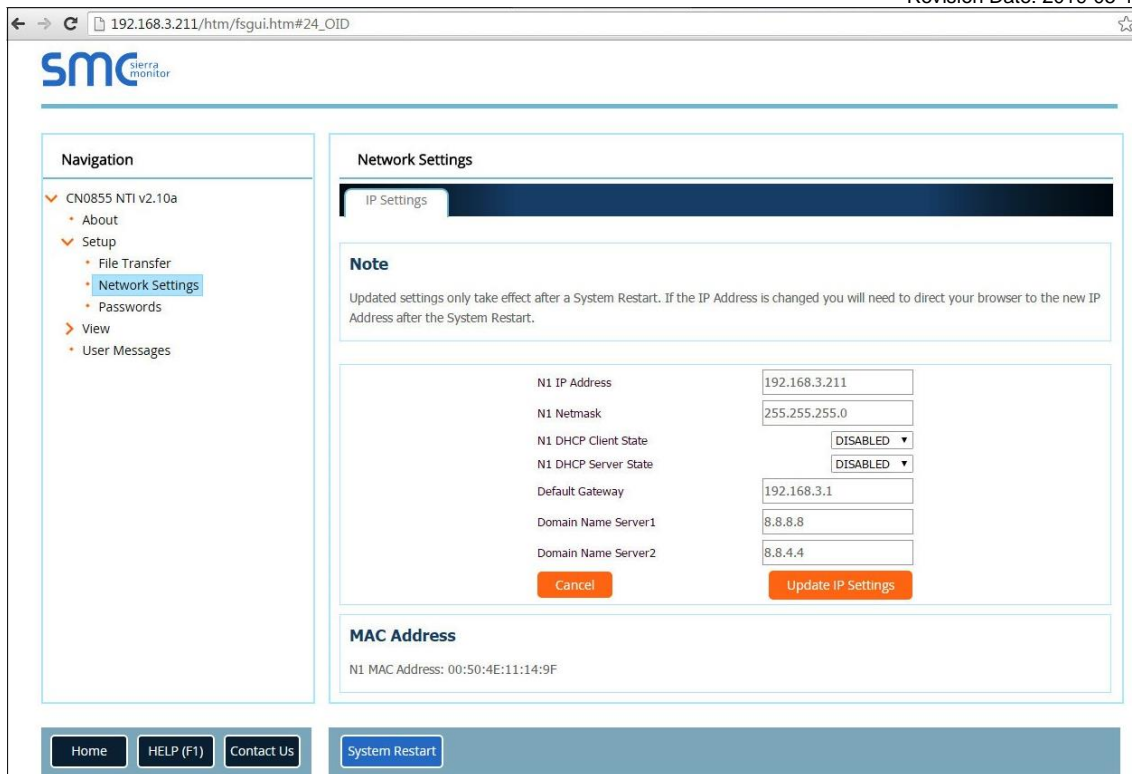 192.168.3.211/htm/fsgui.htm#24_OID
SMC sierra monitor
Navigation
CN0855 NTI v2.10a
About
Setup
File Transfer
Network Settings
Passwords
View
User Messages
Network Settings
IP Settings
Note
Updated settings only take effect after a System Restart. If the IP Address is changed you will need to direct your browser to the new IP
Address after the System Restart.
N1 IP Address 192.168.3.211
N1 Netmask 255.255.255.0
N1 DHCP Client State DISABLED
N1 DHCP Server State DISABLED
Default Gateway 192.168.3.1
Domain Name Server1 8.8.8.8
Domain Name Server2 8.8.4.4
Cancel Update IP Settings
MAC Address
N1 MAC Address: 00:50:4E:11:14:9F
Home HELP (F1) Contact Us System Restart